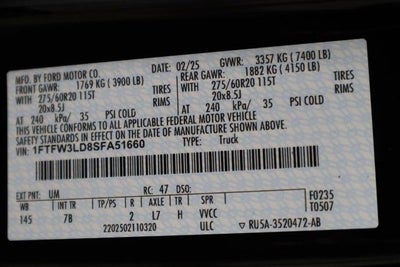 MFD. BY FORD MOTOR CO. DATE: 02/25 GVWR: 3357 KG (7400 LB)
FRONT GAWR: 1769 KG (3900 LB) REAR GAWR: 1882 KG (4150 LB)
WITH 275/60R20 115T WITH 275/60R20 115T
20x8.5J 20x8.5J
AT 240 kPa/ 35 PSI COLD AT 240 kPa/ 35 PSI COLD
THIS VEHICLE CONFORMS TO ALL APPLICABLE FEDERAL MOTOR VEHICLE
SAFETY STANDARDS IN EFFECT ON THE DATE OF MANUFACTURE SHOWN ABOVE.
VIN: 1FTFW3LD8SFA51660 TYPE: Truck
EXT PNT: UM RC: 47 DSO: F0235
WB INT TR TP/PS R AXLE TR SPR T0507
145 7B 2 L7 H VVCC
2202502110320 ULC ▽ RU5A-3520472-AB